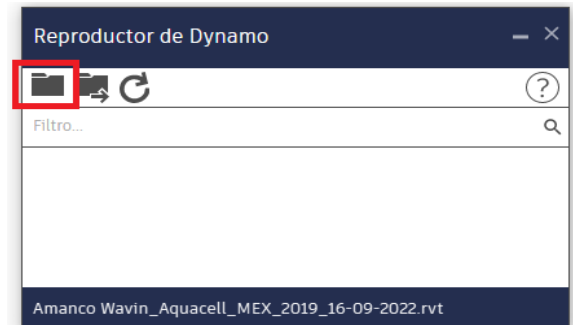 Reproductor de Dynamo
?
Filtro...
Amanco Wavin_Aquacell_MEX_2019_16-09-2022.rvt